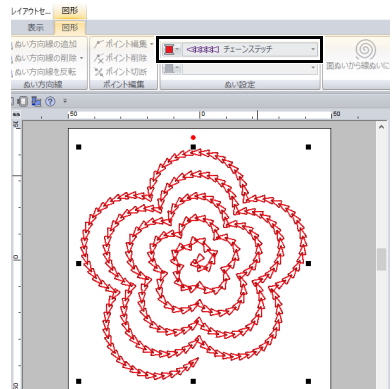 レイアウトセ... 図形
表示 図形
ぬい方向線の追加 ポイント編集 チェーンステッチ
ぬい方向線の削除 ポイント削除
ぬい方向線を反転 ポイント切断 面ぬいから線ぬいに
ぬい方向線 ポイント編集 ぬい設定
50 0 50
0